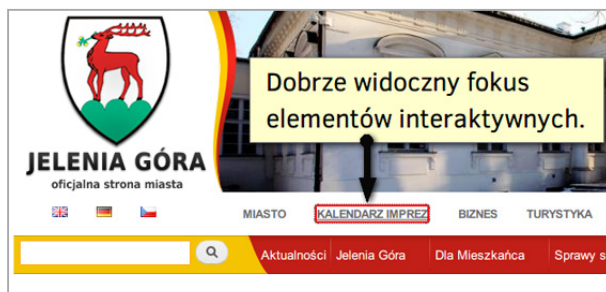 Dobrze widoczny fokus
elementów interaktywnych.
JELENIA GÓRA
oficjalna strona miasta
MIASTO KALENDARZ IMPREZ BIZNES TURYSTYKA
Aktualności Jelenia Góra Dla Mieszkańca Sprawy s